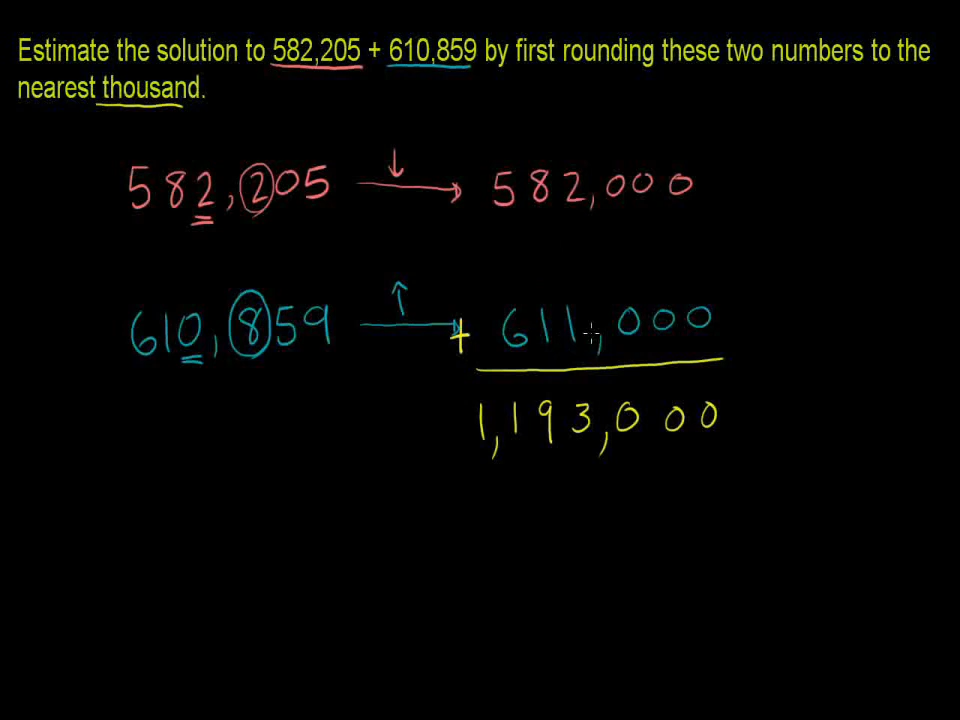 Estimate the solution to 582,205 + 610,859 by first rounding these two numbers to the
nearest thousand.
582,205 → 582,000
610,859 → + 611,000
1,193,000